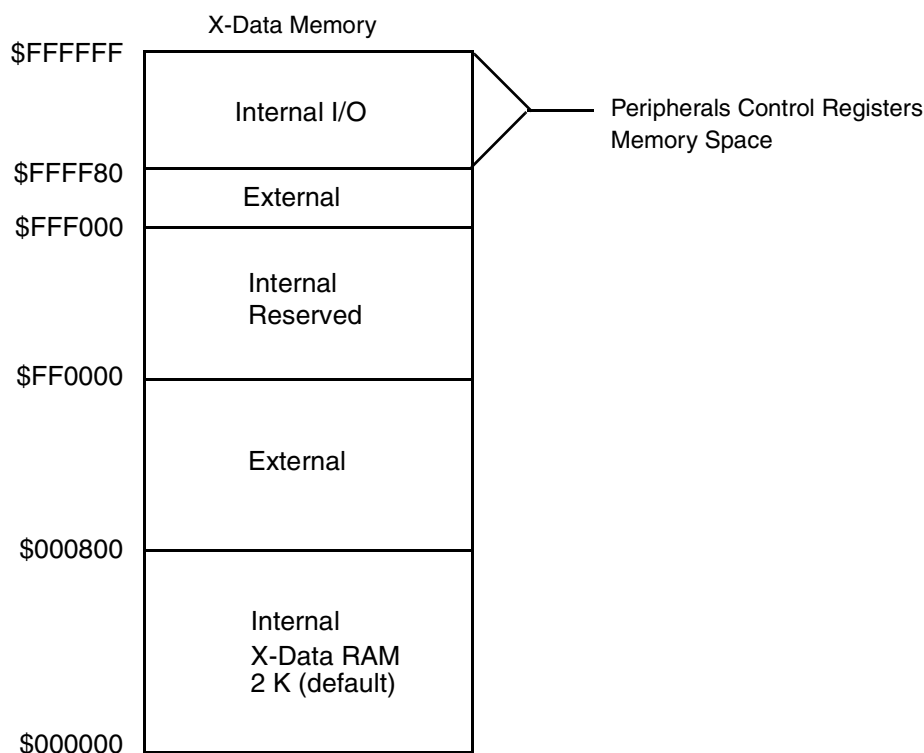 X-Data Memory
$FFFFFF
Internal I/O
Peripherals Control Registers
Memory Space
$FFFF80
External
$FFF000
Internal
Reserved
$FF0000
External
$000800
Internal
X-Data RAM
2 K (default)
$000000